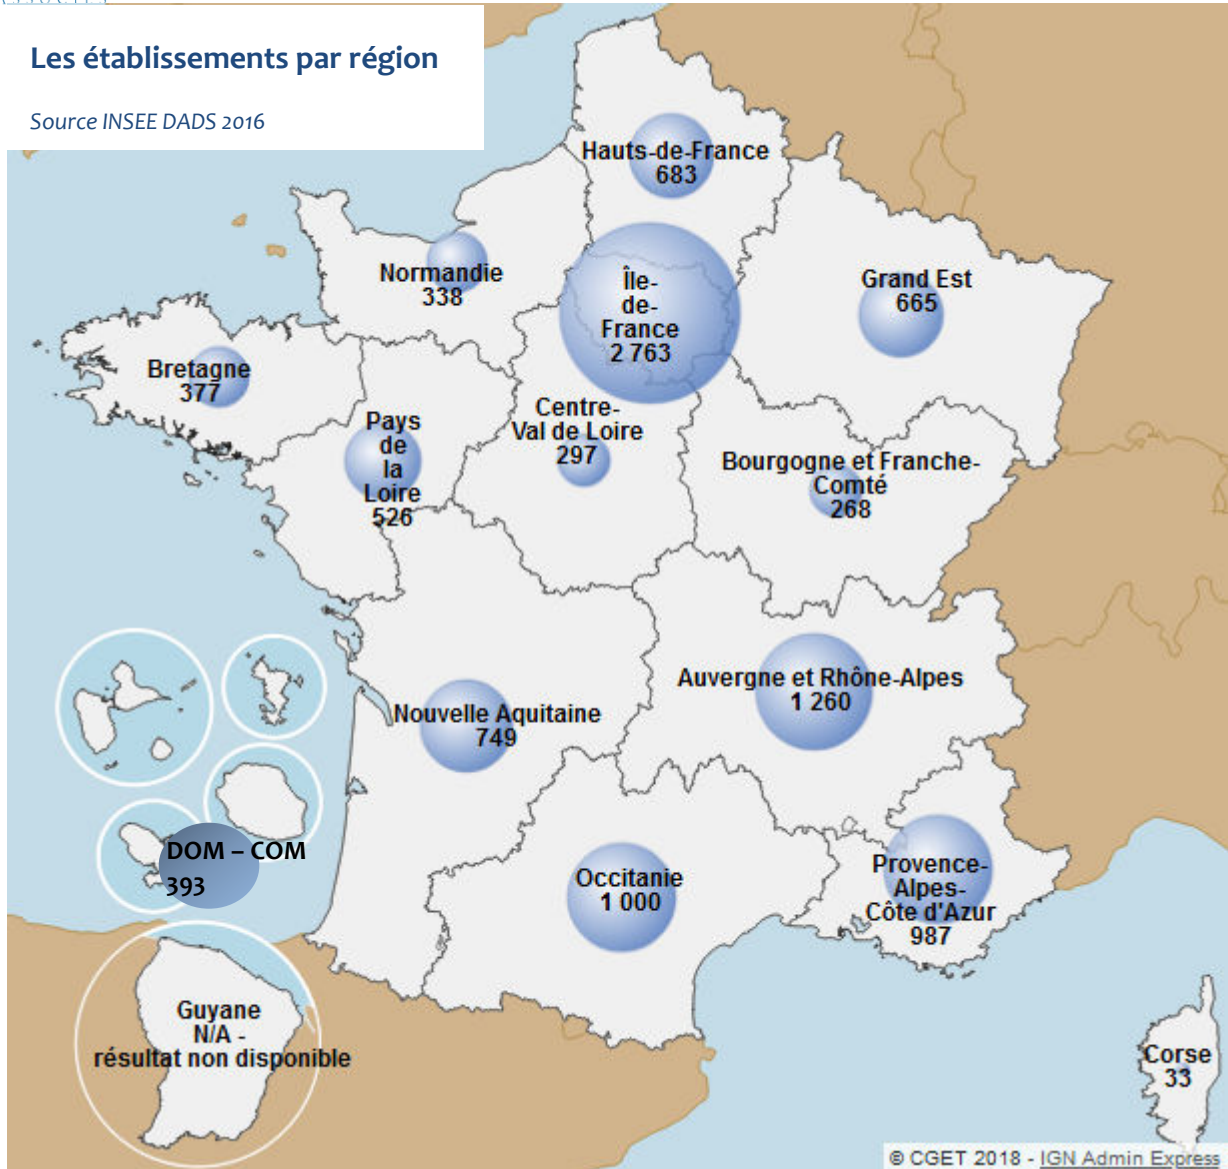 Les établissements par région
Source INSEE DADS 2016
Hauts-de-France
683
Normandie
338
Île-
de-
France
2 763
Grand Est
665
Bretagne
377
Pays
de
la
Loire
526
Centre-
Val de Loire
297
Bourgogne et Franche-
Comté
268
Auvergne et Rhône-Alpes
1 260
Nouvelle Aquitaine
749
DOM – COM
393
Occitanie
1 000
Provence-
Alpes-
Côte d'Azur
987
Guyane
N/A -
résultat non disponible
Corse
33
© CGET 2018 - IGN Admin Express